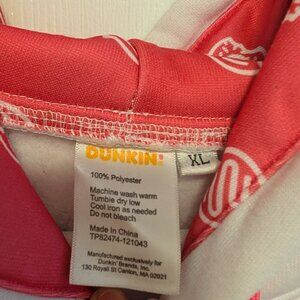 DUNKIN'
XL
100% Polyester
Machine wash warm
Tumble dry low
Cool iron as needed
Do not bleach
Made in China
TP82474-121043
Manufactured exclusively for
Dunkin' Brands, Inc.
130 Royall St Canton, MA 02021